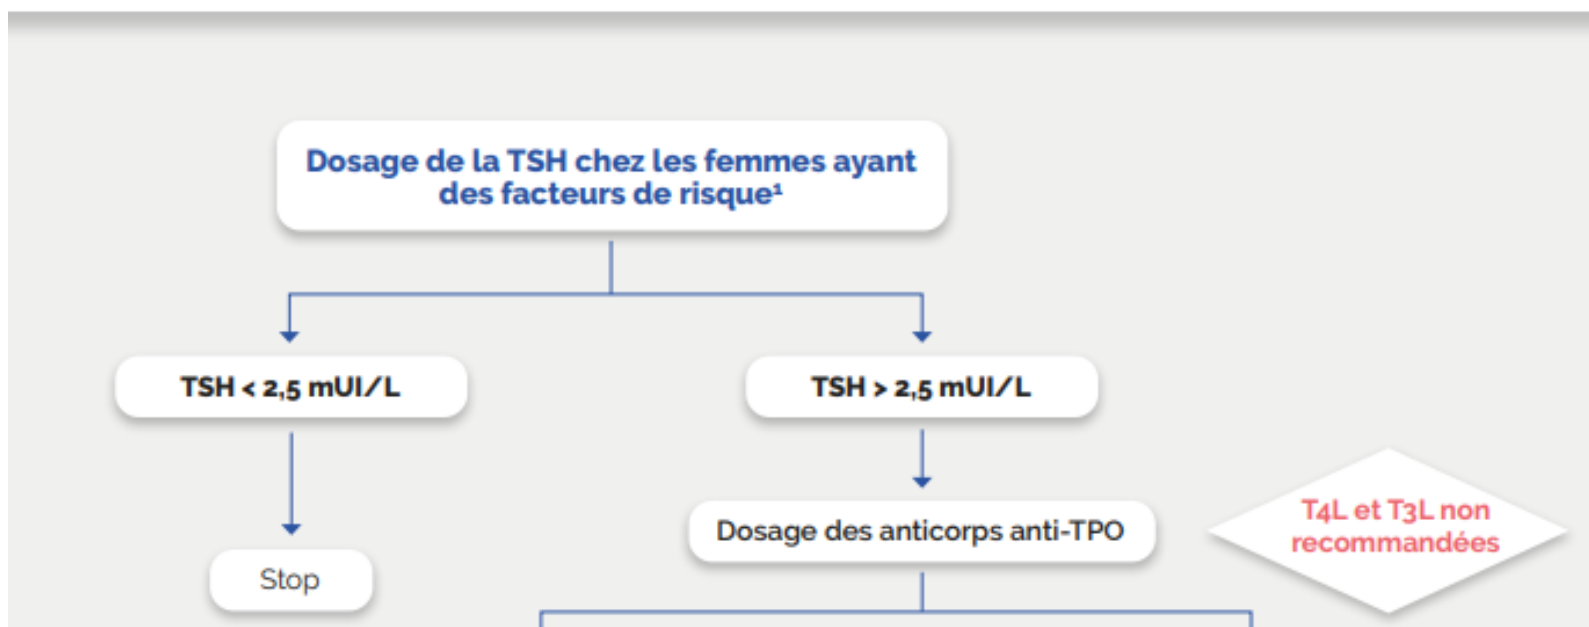 Dosage de la TSH chez les femmes ayant
des facteurs de risque¹
TSH < 2,5 mUI/L
TSH > 2,5 mUI/L
Dosage des anticorps anti-TPO
T4L et T3L non
recommandées
Stop